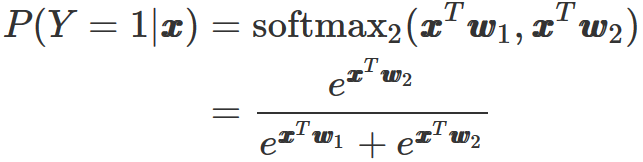 P(Y = 1|𝒙) = softmax₂(𝒙ᵀ𝒘₁, 𝒙ᵀ𝒘₂)
= e^{𝒙ᵀ𝒘₂} / (e^{𝒙ᵀ𝒘₁} + e^{𝒙ᵀ𝒘₂})